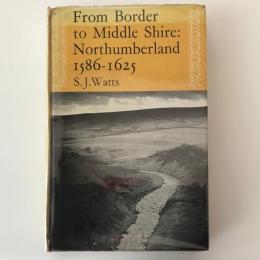 From Border
to Middle Shire:
Northumberland
1586-1625
S.J.Watts